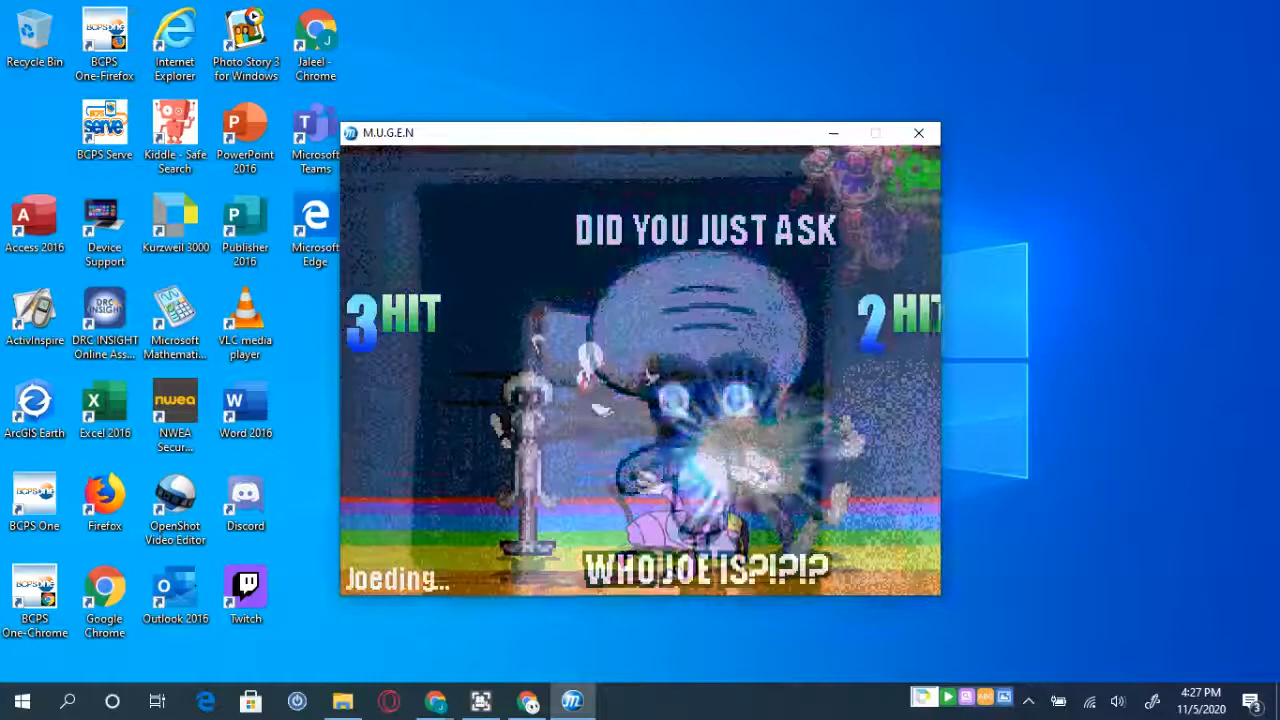 Recycle Bin
BCPS
One-Firefox
Internet
Explorer
Photo Story 3
for Windows
Jaleel -
Chrome
BCPS Serve
Kiddle - Safe
Search
PowerPoint
2016
Microsoft
Teams
Access 2016
Device
Support
Kurzweil 3000
Publisher
2016
Microsoft
Edge
ActivInspire
DRC INSIGHT
Online Ass...
Microsoft
Mathemati...
VLC media
player
ArcGIS Earth
Excel 2016
NWEA
Secur...
Word 2016
BCPS One
Firefox
OpenShot
Video Editor
Discord
BCPS
One-Chrome
Google
Chrome
Outlook 2016
Twitch
M.U.G.E.N
DID YOU JUST ASK
3 HIT
2 HIT
WHO JOE IS?!?!?
Joeding...
4:27 PM
11/5/2020
3